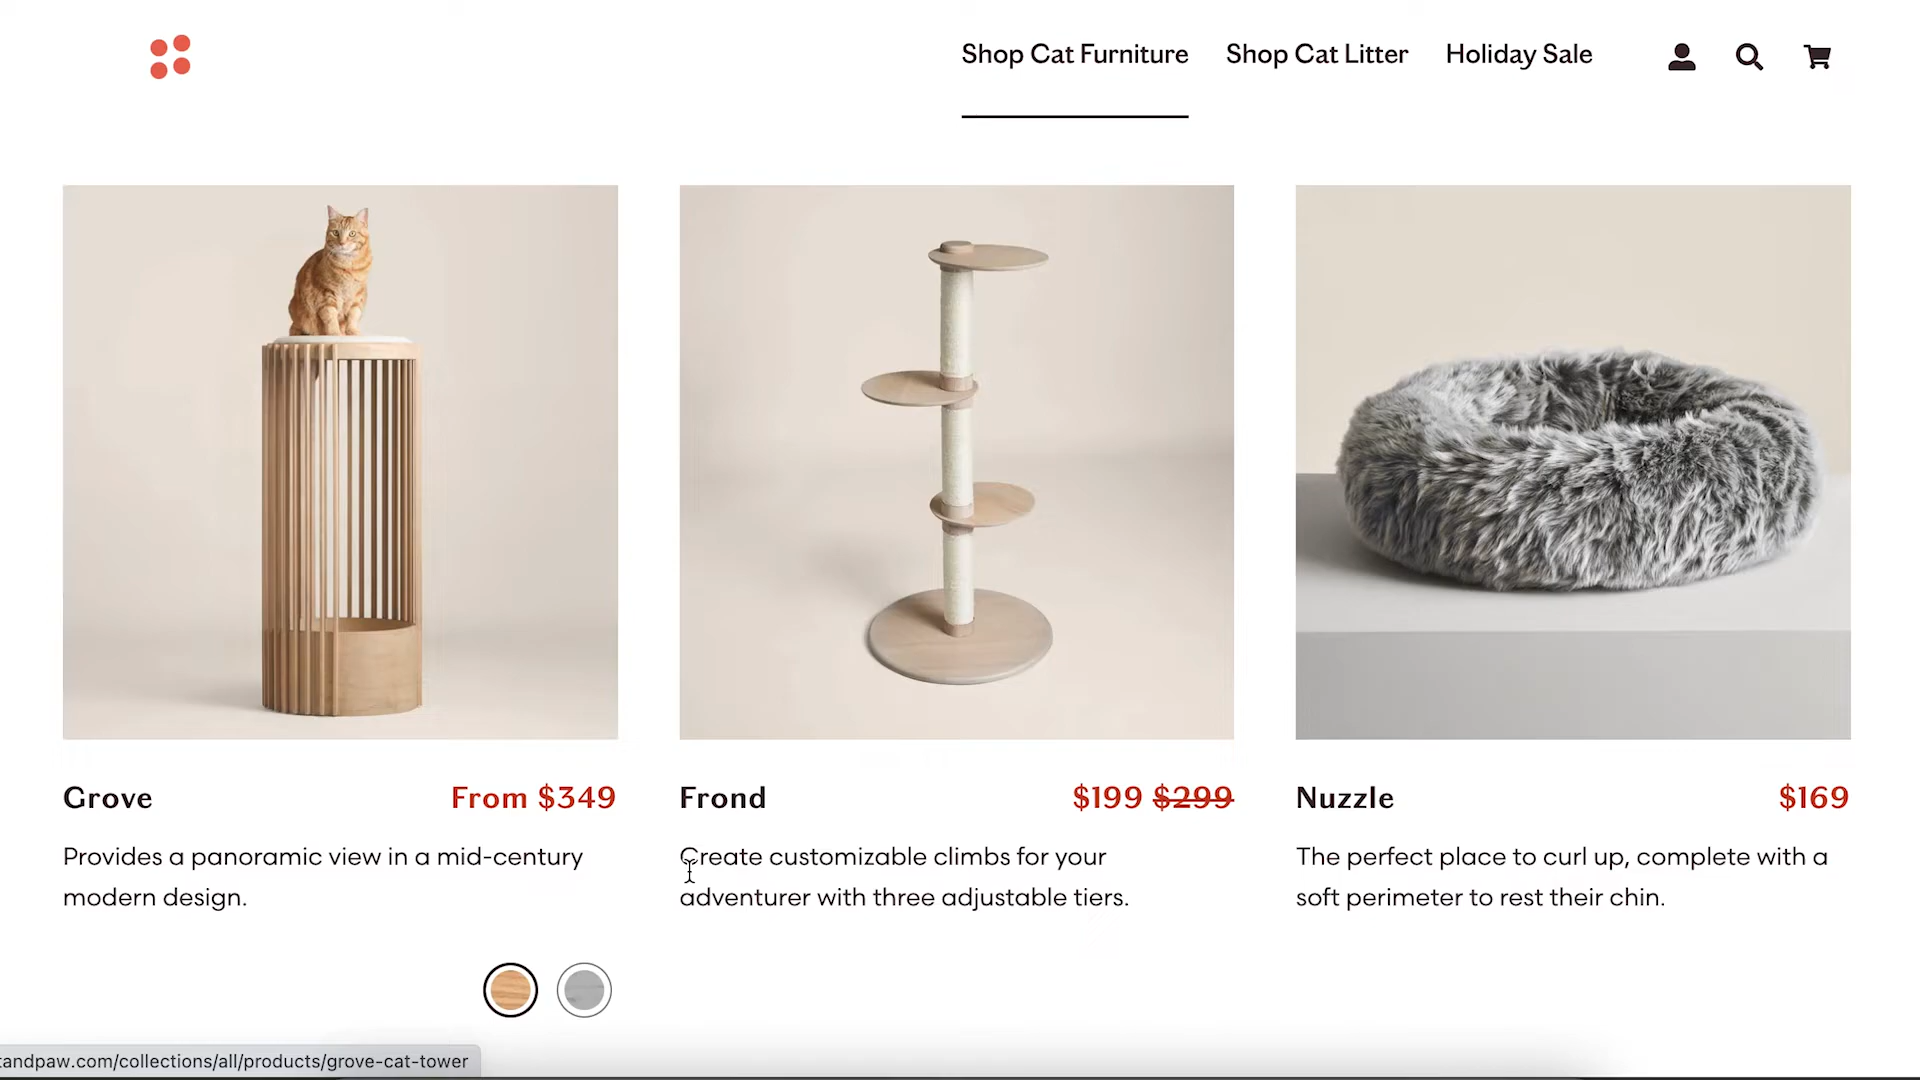 Shop Cat Furniture Shop Cat Litter Holiday Sale
Grove From $349
Provides a panoramic view in a mid-century
modern design.
Frond $199 $299
Create customizable climbs for your
adventurer with three adjustable tiers.
Nuzzle $169
The perfect place to curl up, complete with a
soft perimeter to rest their chin.
tandpaw.com/collections/all/products/grove-cat-tower